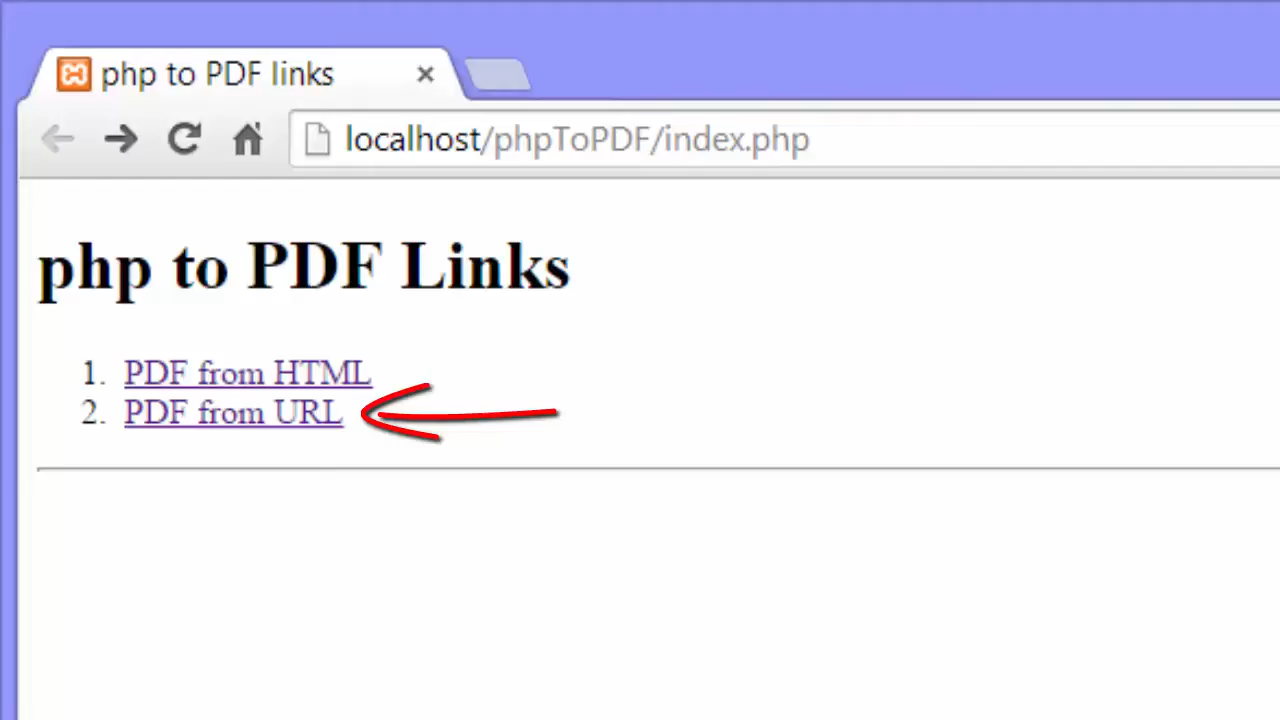 php to PDF links
localhost/phpToPDF/index.php
php to PDF Links
1. PDF from HTML
2. PDF from URL